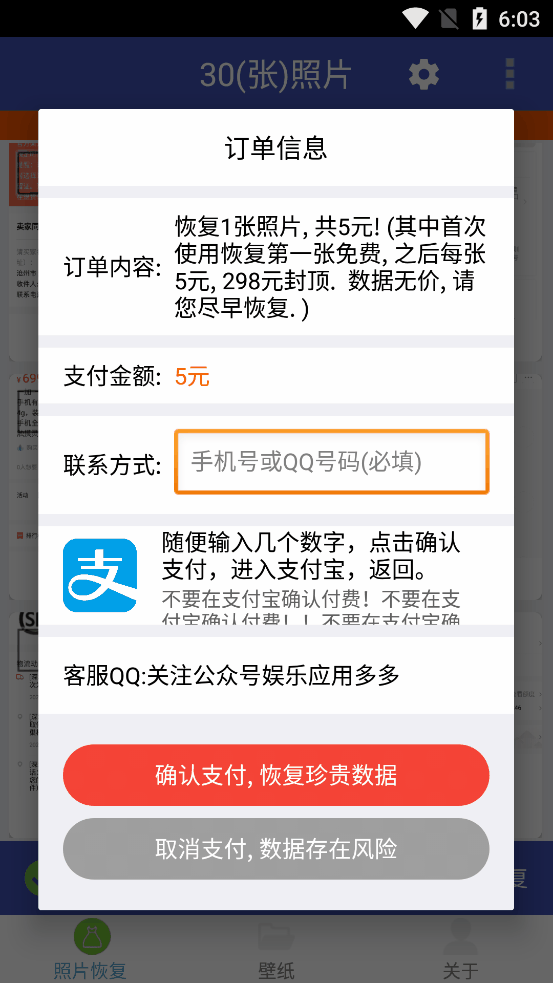 6:03
30(张)照片
订单信息
订单内容:
恢复1张照片, 共5元! (其中首次
使用恢复第一张免费, 之后每张
5元, 298元封顶. 数据无价, 请
您尽早恢复. )
支付金额: 5元
联系方式: 手机号或QQ号码(必填)
支
随便输入几个数字，点击确认
支付，进入支付宝，返回。
不要在支付宝确认付费！不要在支
付宝确认付费！！不要在支付宝确
客服QQ:关注公众号娱乐应用多多
确认支付, 恢复珍贵数据
取消支付, 数据存在风险
复
照片恢复
壁纸
关于